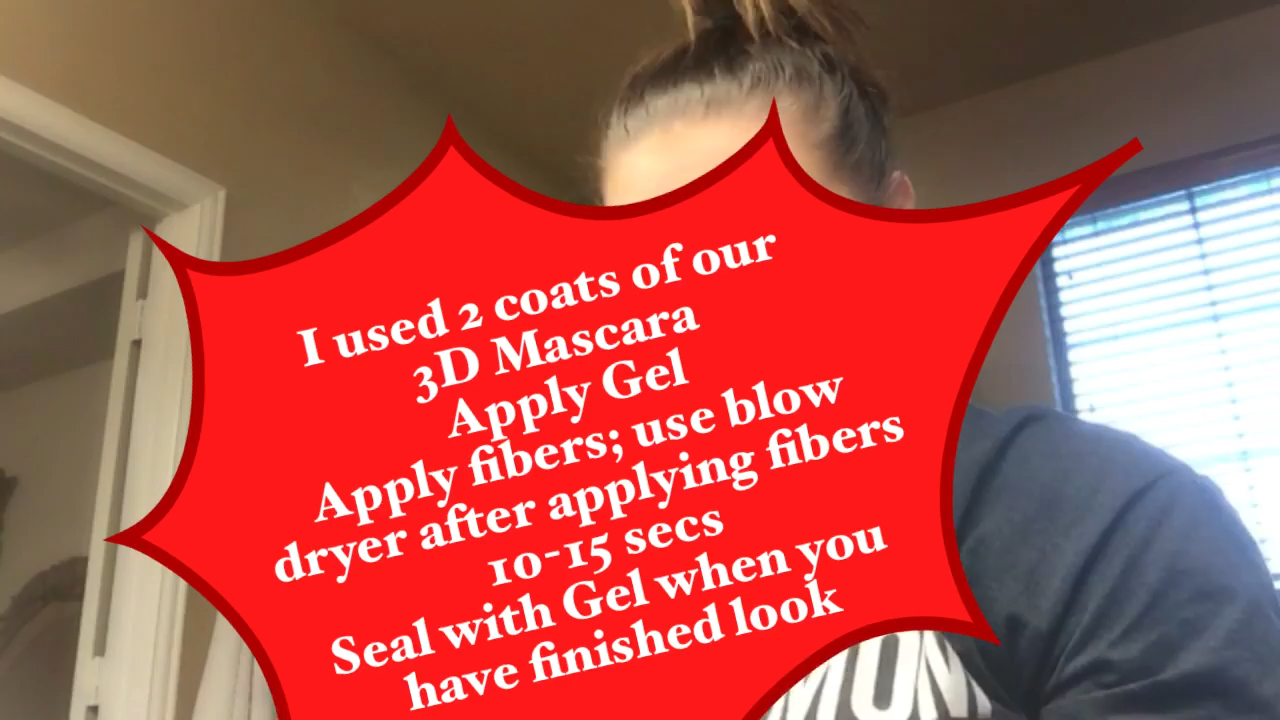 I used 2 coats of our
3D Mascara
Apply Gel
Apply fibers; use blow
dryer after applying fibers
10-15 secs
Seal with Gel when you
have finished look